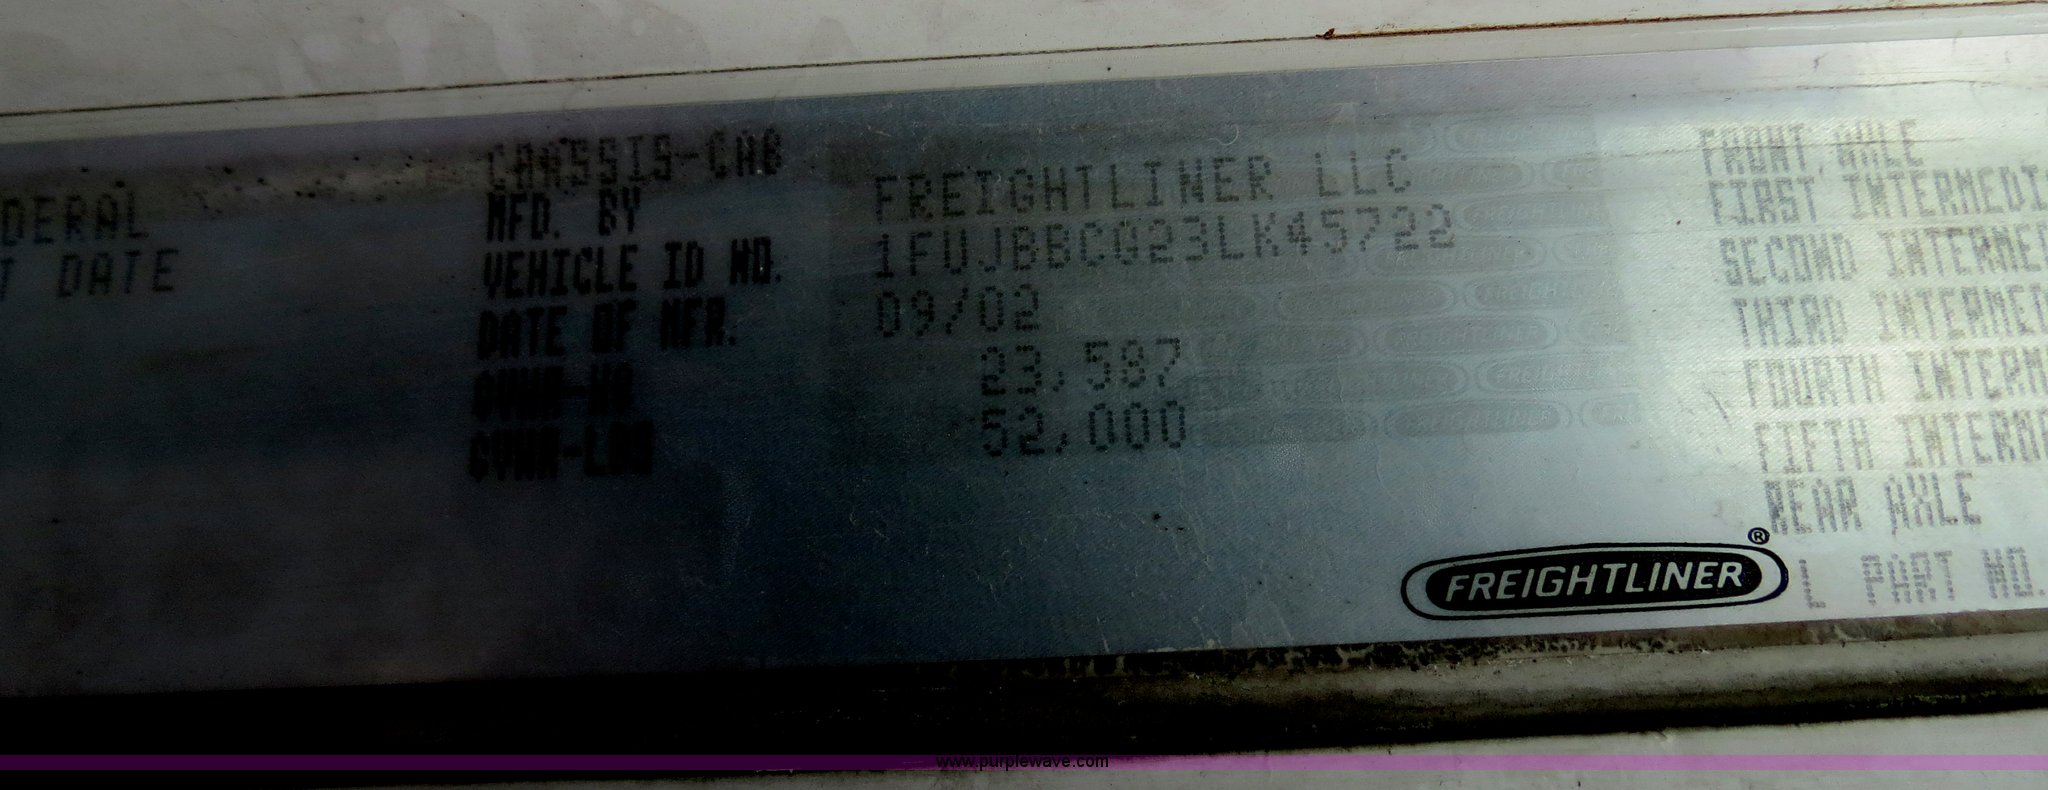 DERAL
T DATE
CHASSIS-CAB
MFD. BY FREIGHTLINER LLC
VEHICLE ID NO. 1FUJBBCG23LK45722
DATE OF MFR. 09/02
GVWR-KG 23,587
GVWR-LBS 52,000
FRONT AXLE
FIRST INTERMEDI
SECOND INTERME
THIRD INTERME
FOURTH INTERM
FIFTH INTERM
REAR AXLE
L PART NO.
FREIGHTLINER®
www.purplewave.com